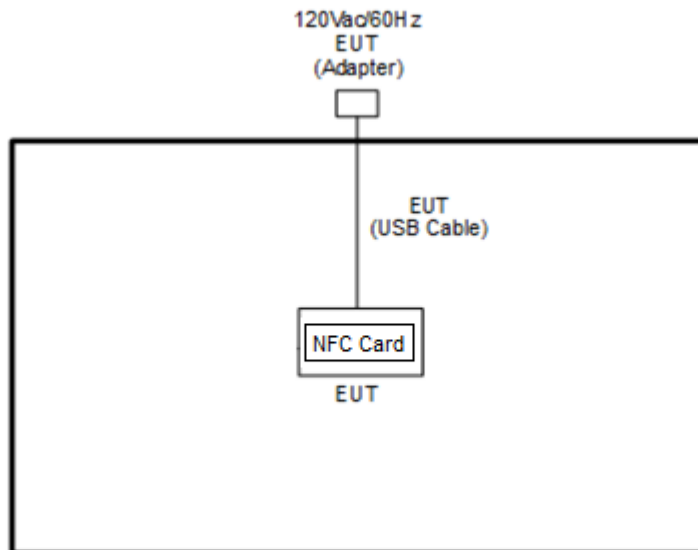 120Vac/60Hz
EUT
(Adapter)
EUT
(USB Cable)
NFC Card
EUT